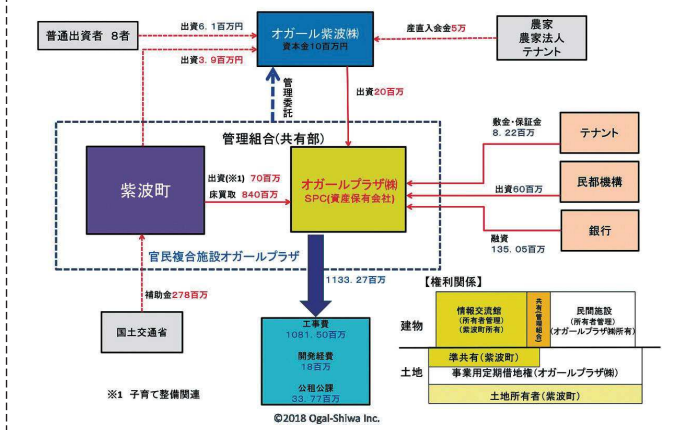 普通出資者 8者
出資6.1百万円
オガール紫波㈱
資本金10百万円
産直入会金5万
農家
農家法人
テナント
出資3.9百万円
管理委託
出資20百万
管理組合(共有部)
紫波町
出資(※1) 70百万
床買取 840百万
オガールプラザ㈱
SPC(資産保有会社)
敷金・保証金
8.22百万
テナント
出資60百万
民都機構
融資
135.05百万
銀行
官民複合施設オガールプラザ
1133.27百万
補助金278百万
国土交通省
工事費
1081.50百万
開発経費
18百万
公租公課
33.77百万
※1 子育て整備関連
【権利関係】
建物
情報交流館
(所有者管理)
(紫波町所有)
共有(管理組合)
民間施設
(所有者管理)
(オガールプラザ㈱所有)
土地
準共有(紫波町)
事業用定期借地権(オガールプラザ㈱)
土地所有者(紫波町)
©2018 Ogal-Shiwa Inc.